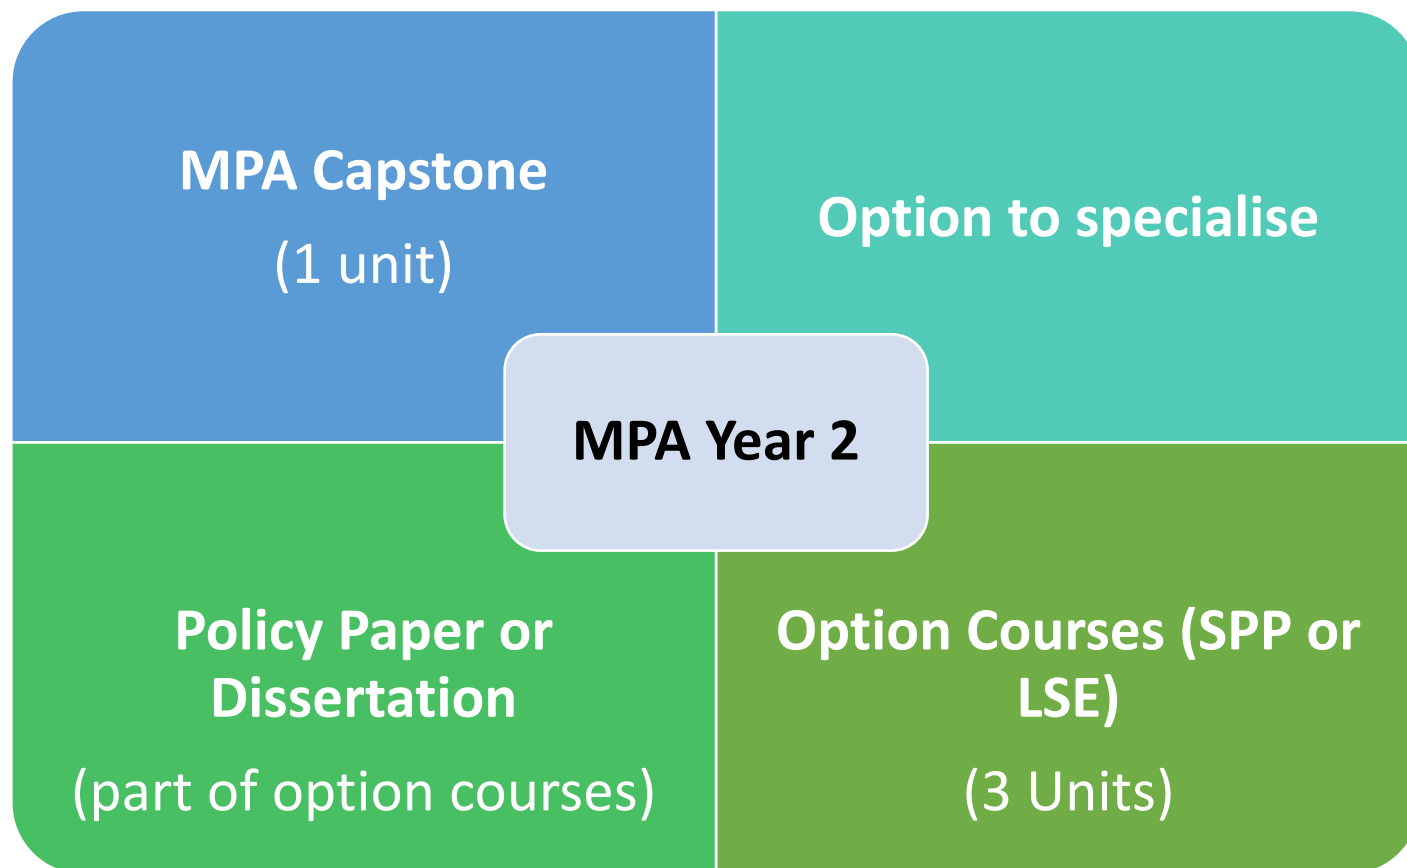 MPA Capstone
(1 unit)
Option to specialise
MPA Year 2
Policy Paper or
Dissertation
(part of option courses)
Option Courses (SPP or
LSE)
(3 Units)